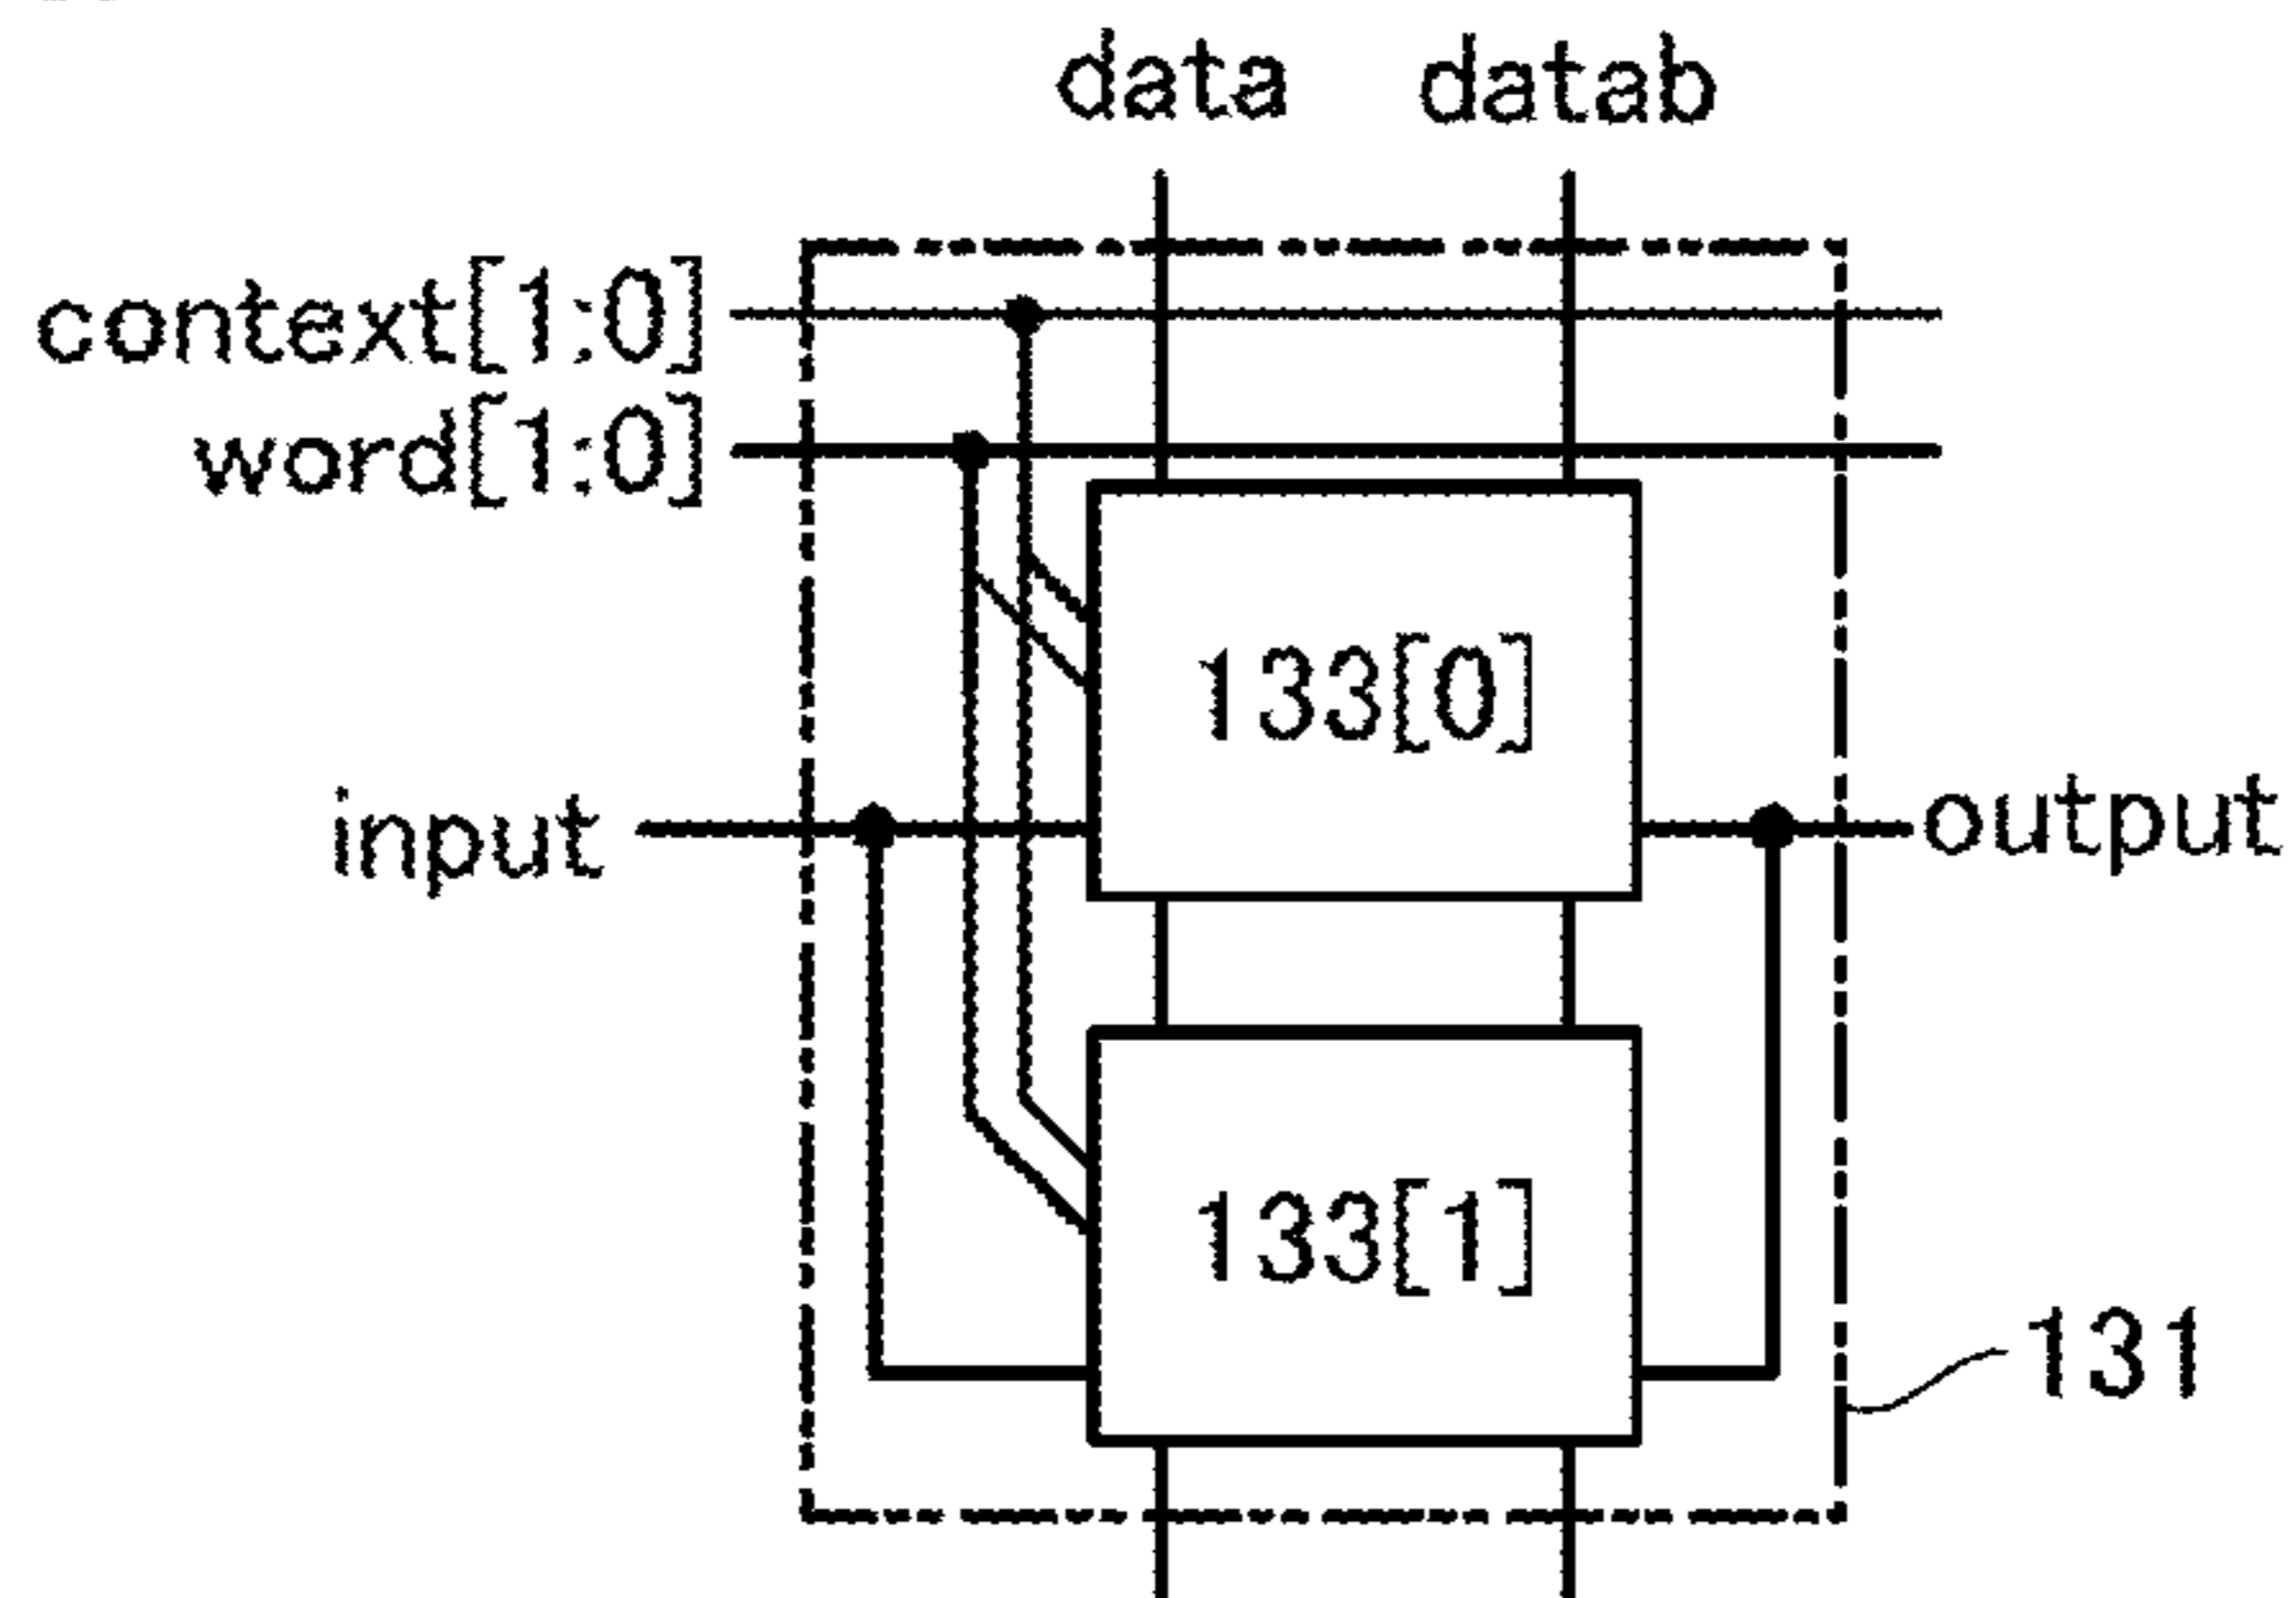 data datab
context[1:0]
word[1:0]
133[0]
input
output
133[1]
131